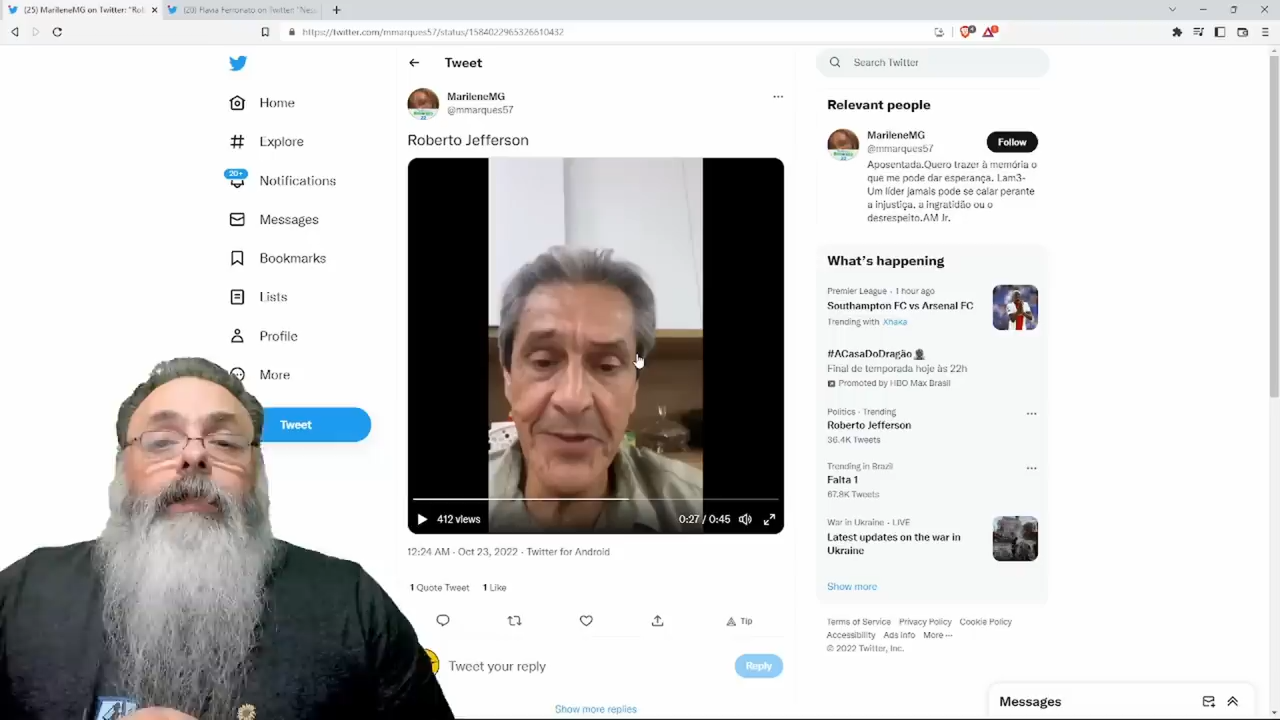 (25) MarileneMG on Twitter: "Rob
(20) Flavia Ferronato on Twitter: "Ness
https://twitter.com/mmarques57/status/1584022965326610432
Home
Explore
20+
Notifications
Messages
Bookmarks
Lists
Profile
More
Tweet
Tweet
MarileneMG
@mmarques57
Roberto Jefferson
412 views
0:27 / 0:45
12:24 AM · Oct 23, 2022 · Twitter for Android
1 Quote Tweet 1 Like
Tip
Tweet your reply
Reply
Show more replies
Search Twitter
Relevant people
MarileneMG
@mmarques57
Follow
Aposentada.Quero trazer à memória o
que me pode dar esperança. Lam3-
Um líder jamais pode se calar perante
a injustiça, a ingratidão ou o
desrespeito.AM Jr.
What's happening
Premier League · 1 hour ago
Southampton FC vs Arsenal FC
Trending with Xhaka
#ACasaDoDragão
Final de temporada hoje às 22h
Promoted by HBO Max Brasil
Politics · Trending
Roberto Jefferson
36.4K Tweets
Trending in Brazil
Falta 1
67.8K Tweets
War in Ukraine · LIVE
Latest updates on the war in
Ukraine
Show more
Terms of Service Privacy Policy Cookie Policy
Accessibility Ads info More ···
© 2022 Twitter, Inc.
Messages